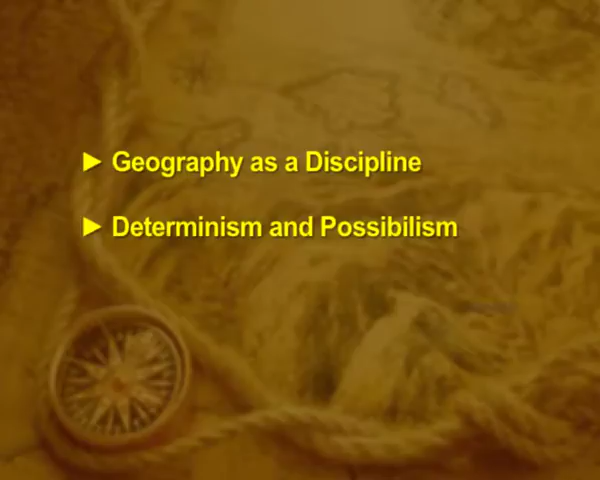 ► Geography as a Discipline
► Determinism and Possibilism